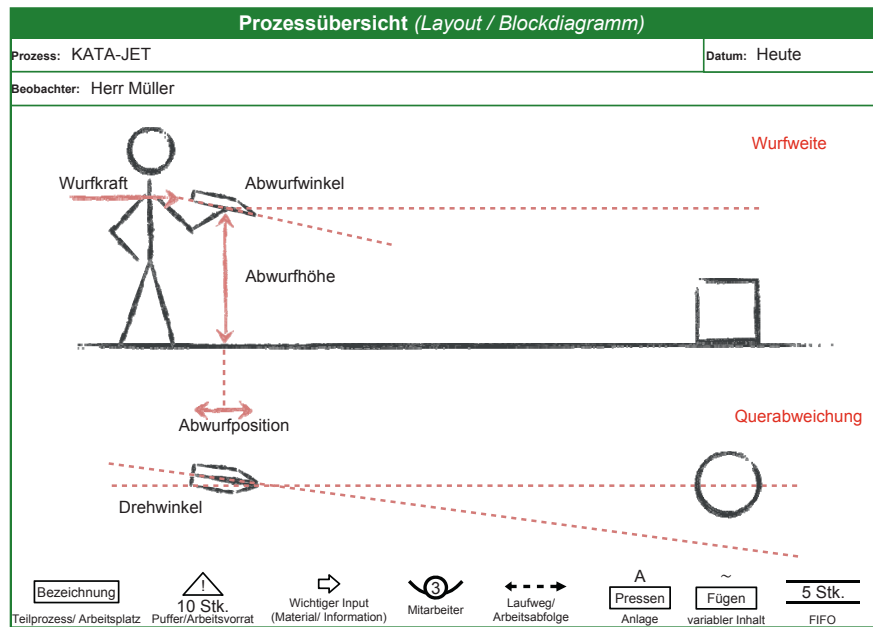 Prozessübersicht (Layout / Blockdiagramm)
Prozess: KATA-JET
Datum: Heute
Beobachter: Herr Müller
Wurfweite
Wurfkraft
Abwurfwinkel
Abwurfhöhe
Abwurfposition
Querabweichung
Drehwinkel
Bezeichnung
Teilprozess/ Arbeitsplatz
!
10 Stk.
Puffer/Arbeitsvorrat
Wichtiger Input
(Material/ Information)
3
Mitarbeiter
Laufweg/
Arbeitsabfolge
A
Pressen
Anlage
~
Fügen
variabler Inhalt
5 Stk.
FIFO